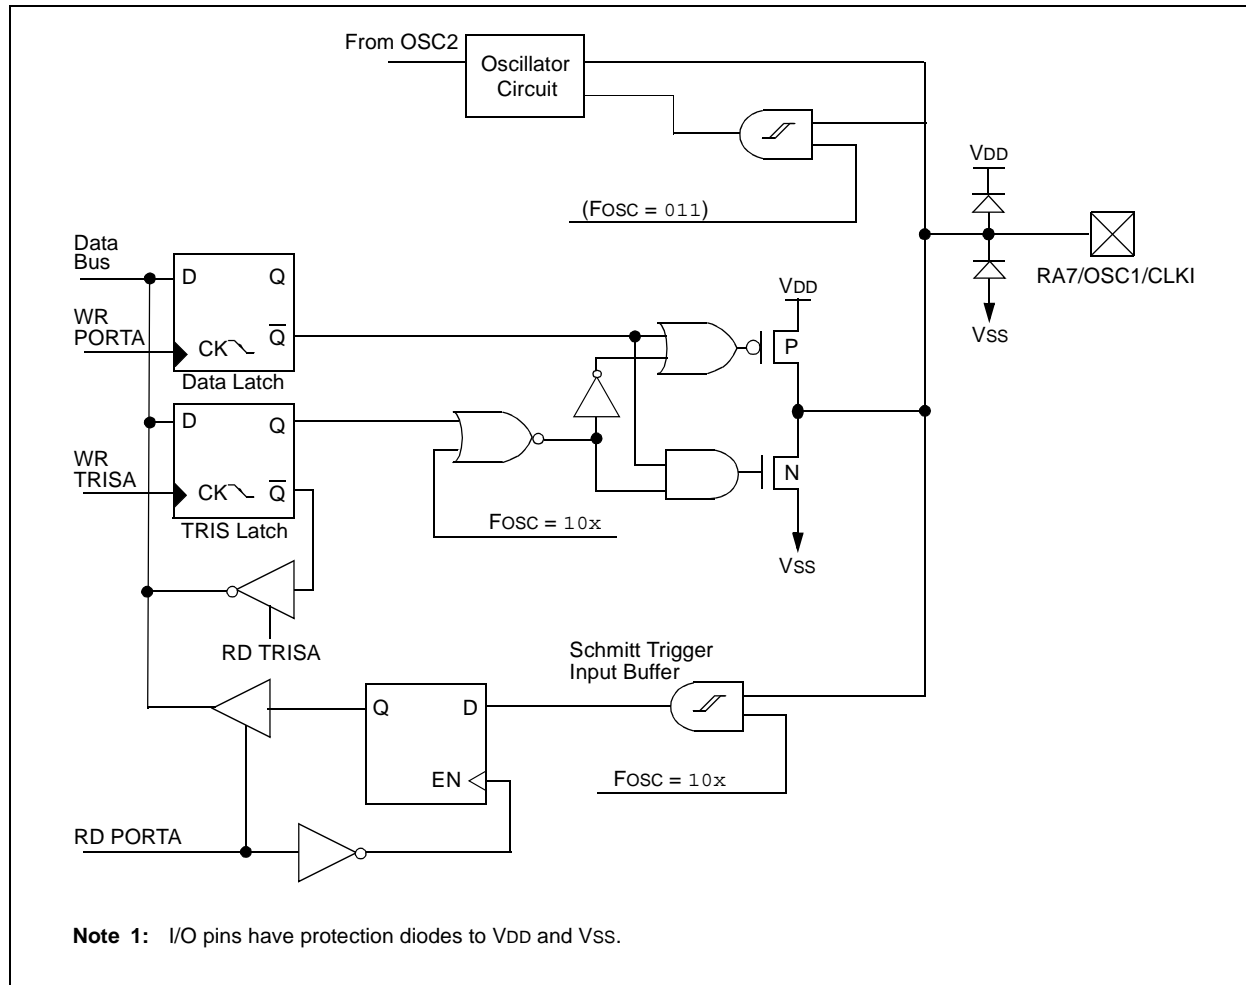 From OSC2
Oscillator
Circuit
VDD
(FOSC = 011)
RA7/OSC1/CLKI
VSS
Data
Bus
D
Q
WR
PORTA
CK
Q
Data Latch
VDD
P
D
Q
WR
TRISA
CK
Q
TRIS Latch
FOSC = 10x
N
VSS
RD TRISA
Schmitt Trigger
Input Buffer
Q
D
EN
FOSC = 10x
RD PORTA
Note 1: I/O pins have protection diodes to VDD and VSS.